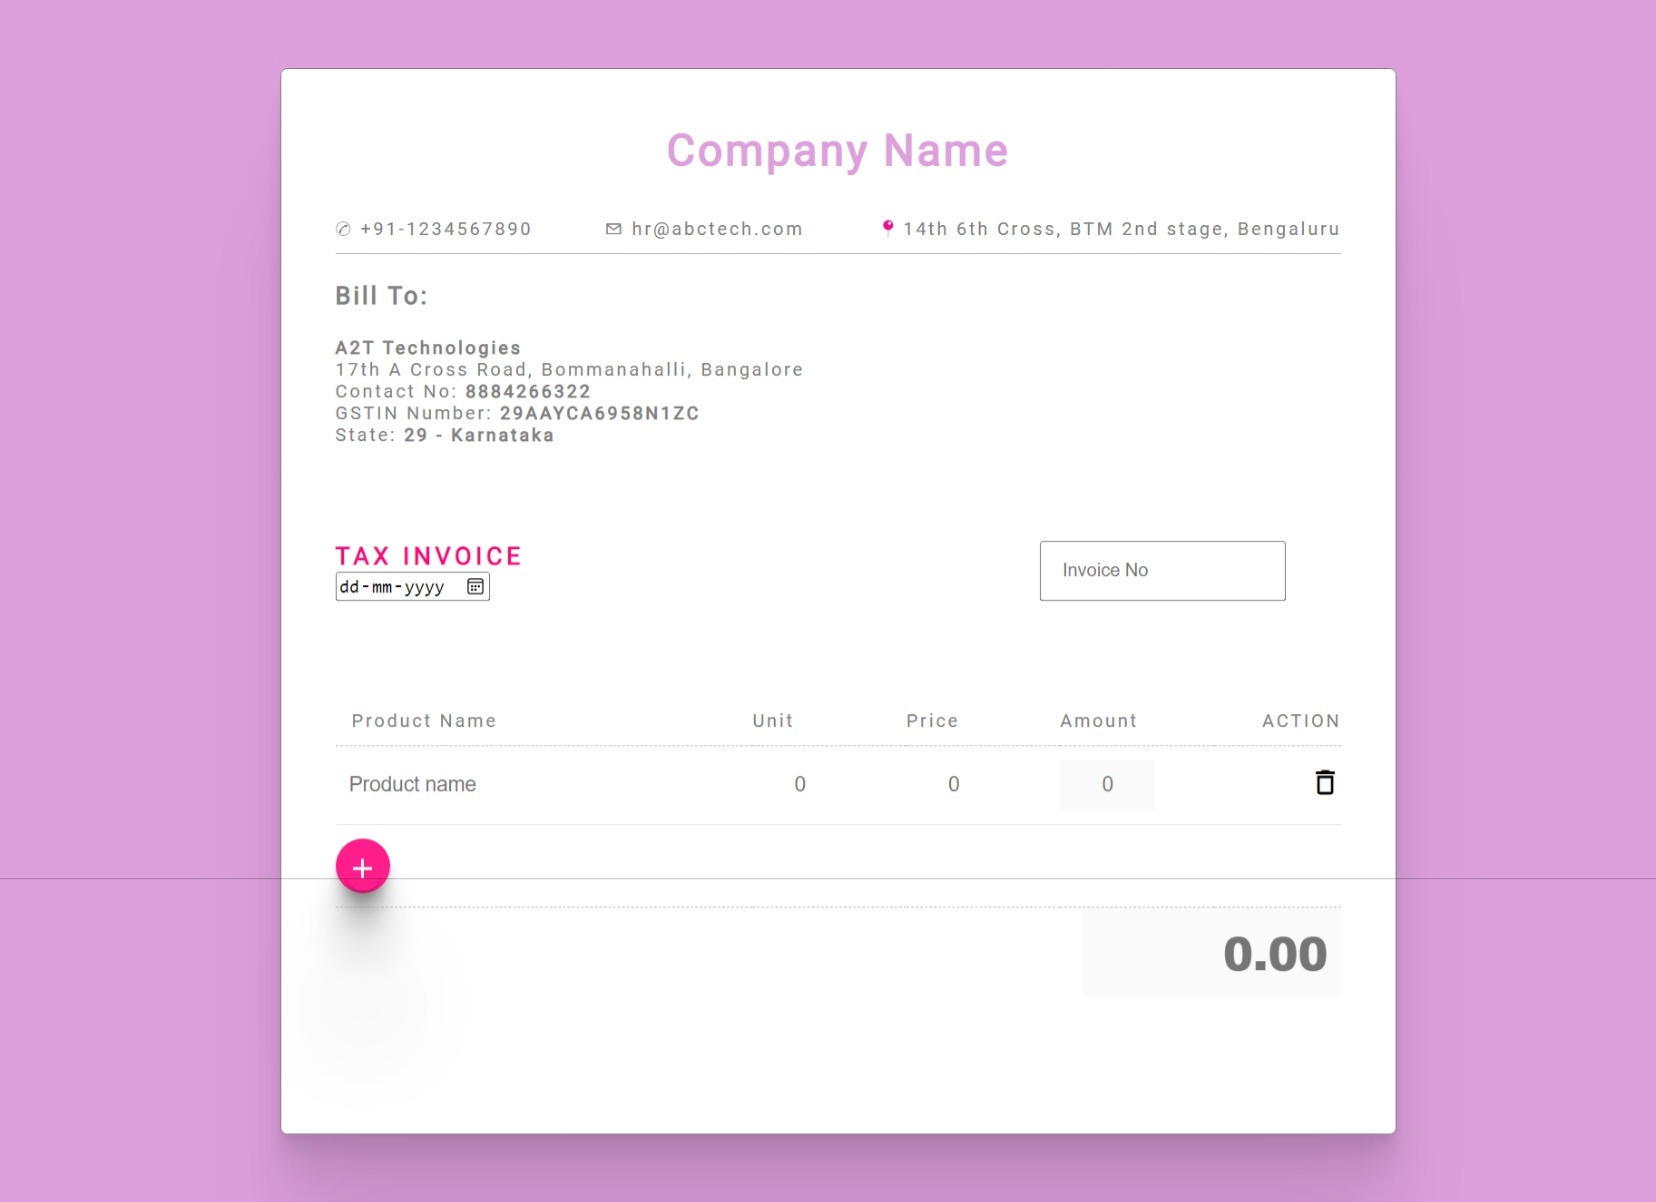 Company Name
✆ +91-1234567890 🖂 hr@abctech.com 📍 14th 6th Cross, BTM 2nd stage, Bengaluru
Bill To:
A2T Technologies
17th A Cross Road, Bommanahalli, Bangalore
Contact No: 8884266322
GSTIN Number: 29AAYCA6958N1ZC
State: 29 - Karnataka
TAX INVOICE
dd-mm-yyyy
Invoice No
Product Name Unit Price Amount ACTION
Product name 0 0 0
+
0.00